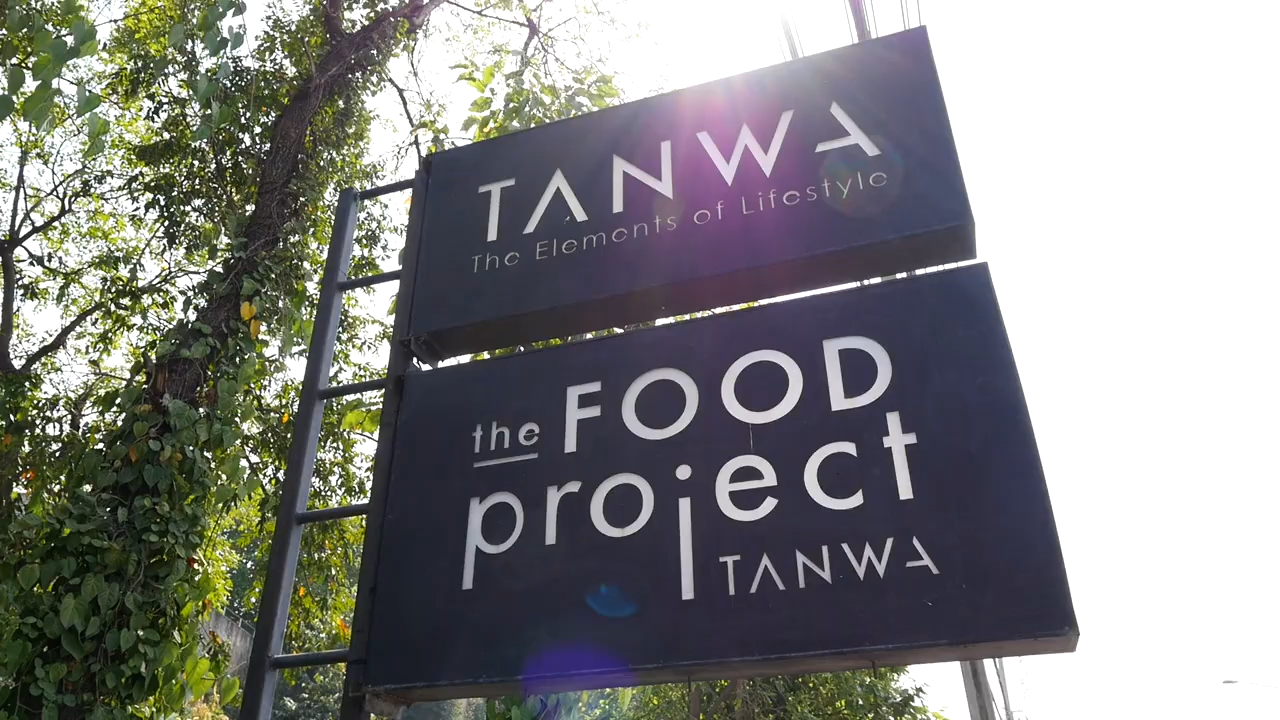 TANWA
The Elements of Lifestyle
the FOOD
project
TANWA